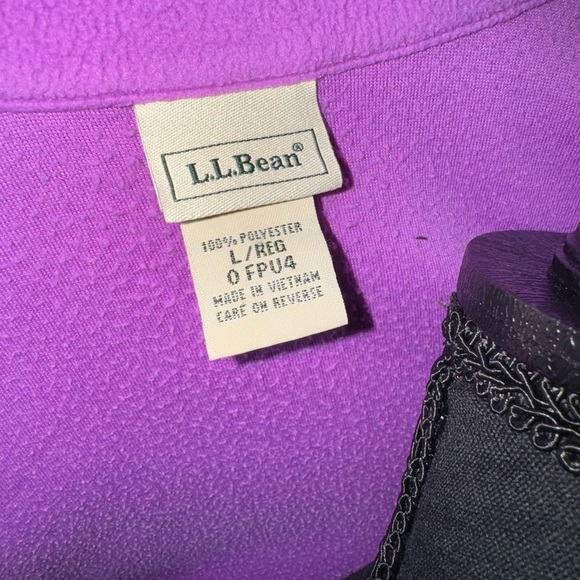 L.L.Bean®
100% POLYESTER
L/REG
0 FPU4
MADE IN VIETNAM
CARE ON REVERSE